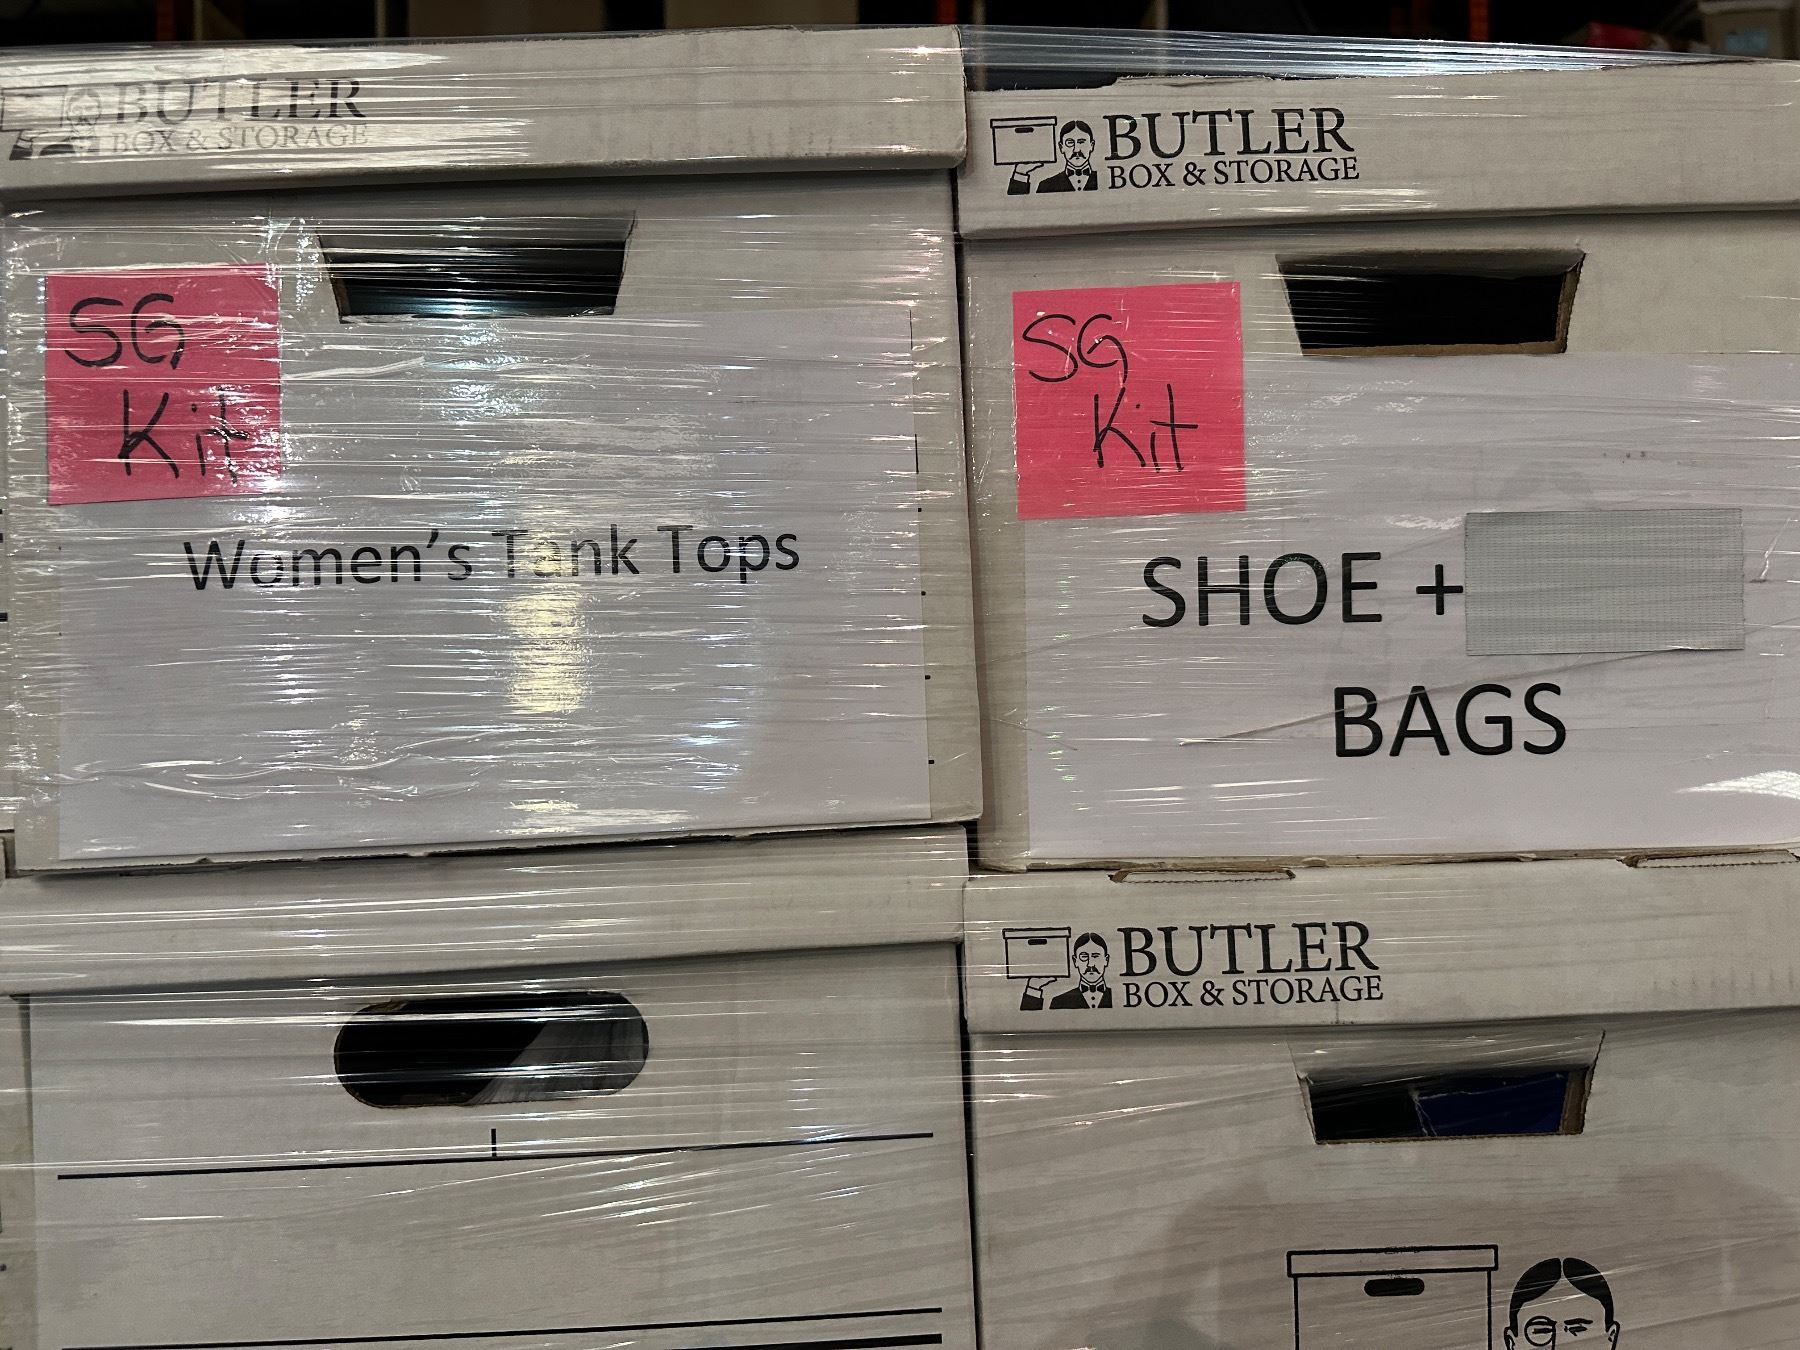 BUTLER
BOX & STORAGE
SG
Kit
Women's Tank Tops
BUTLER
BOX & STORAGE
SG
Kit
SHOE +
BAGS
BUTLER
BOX & STORAGE